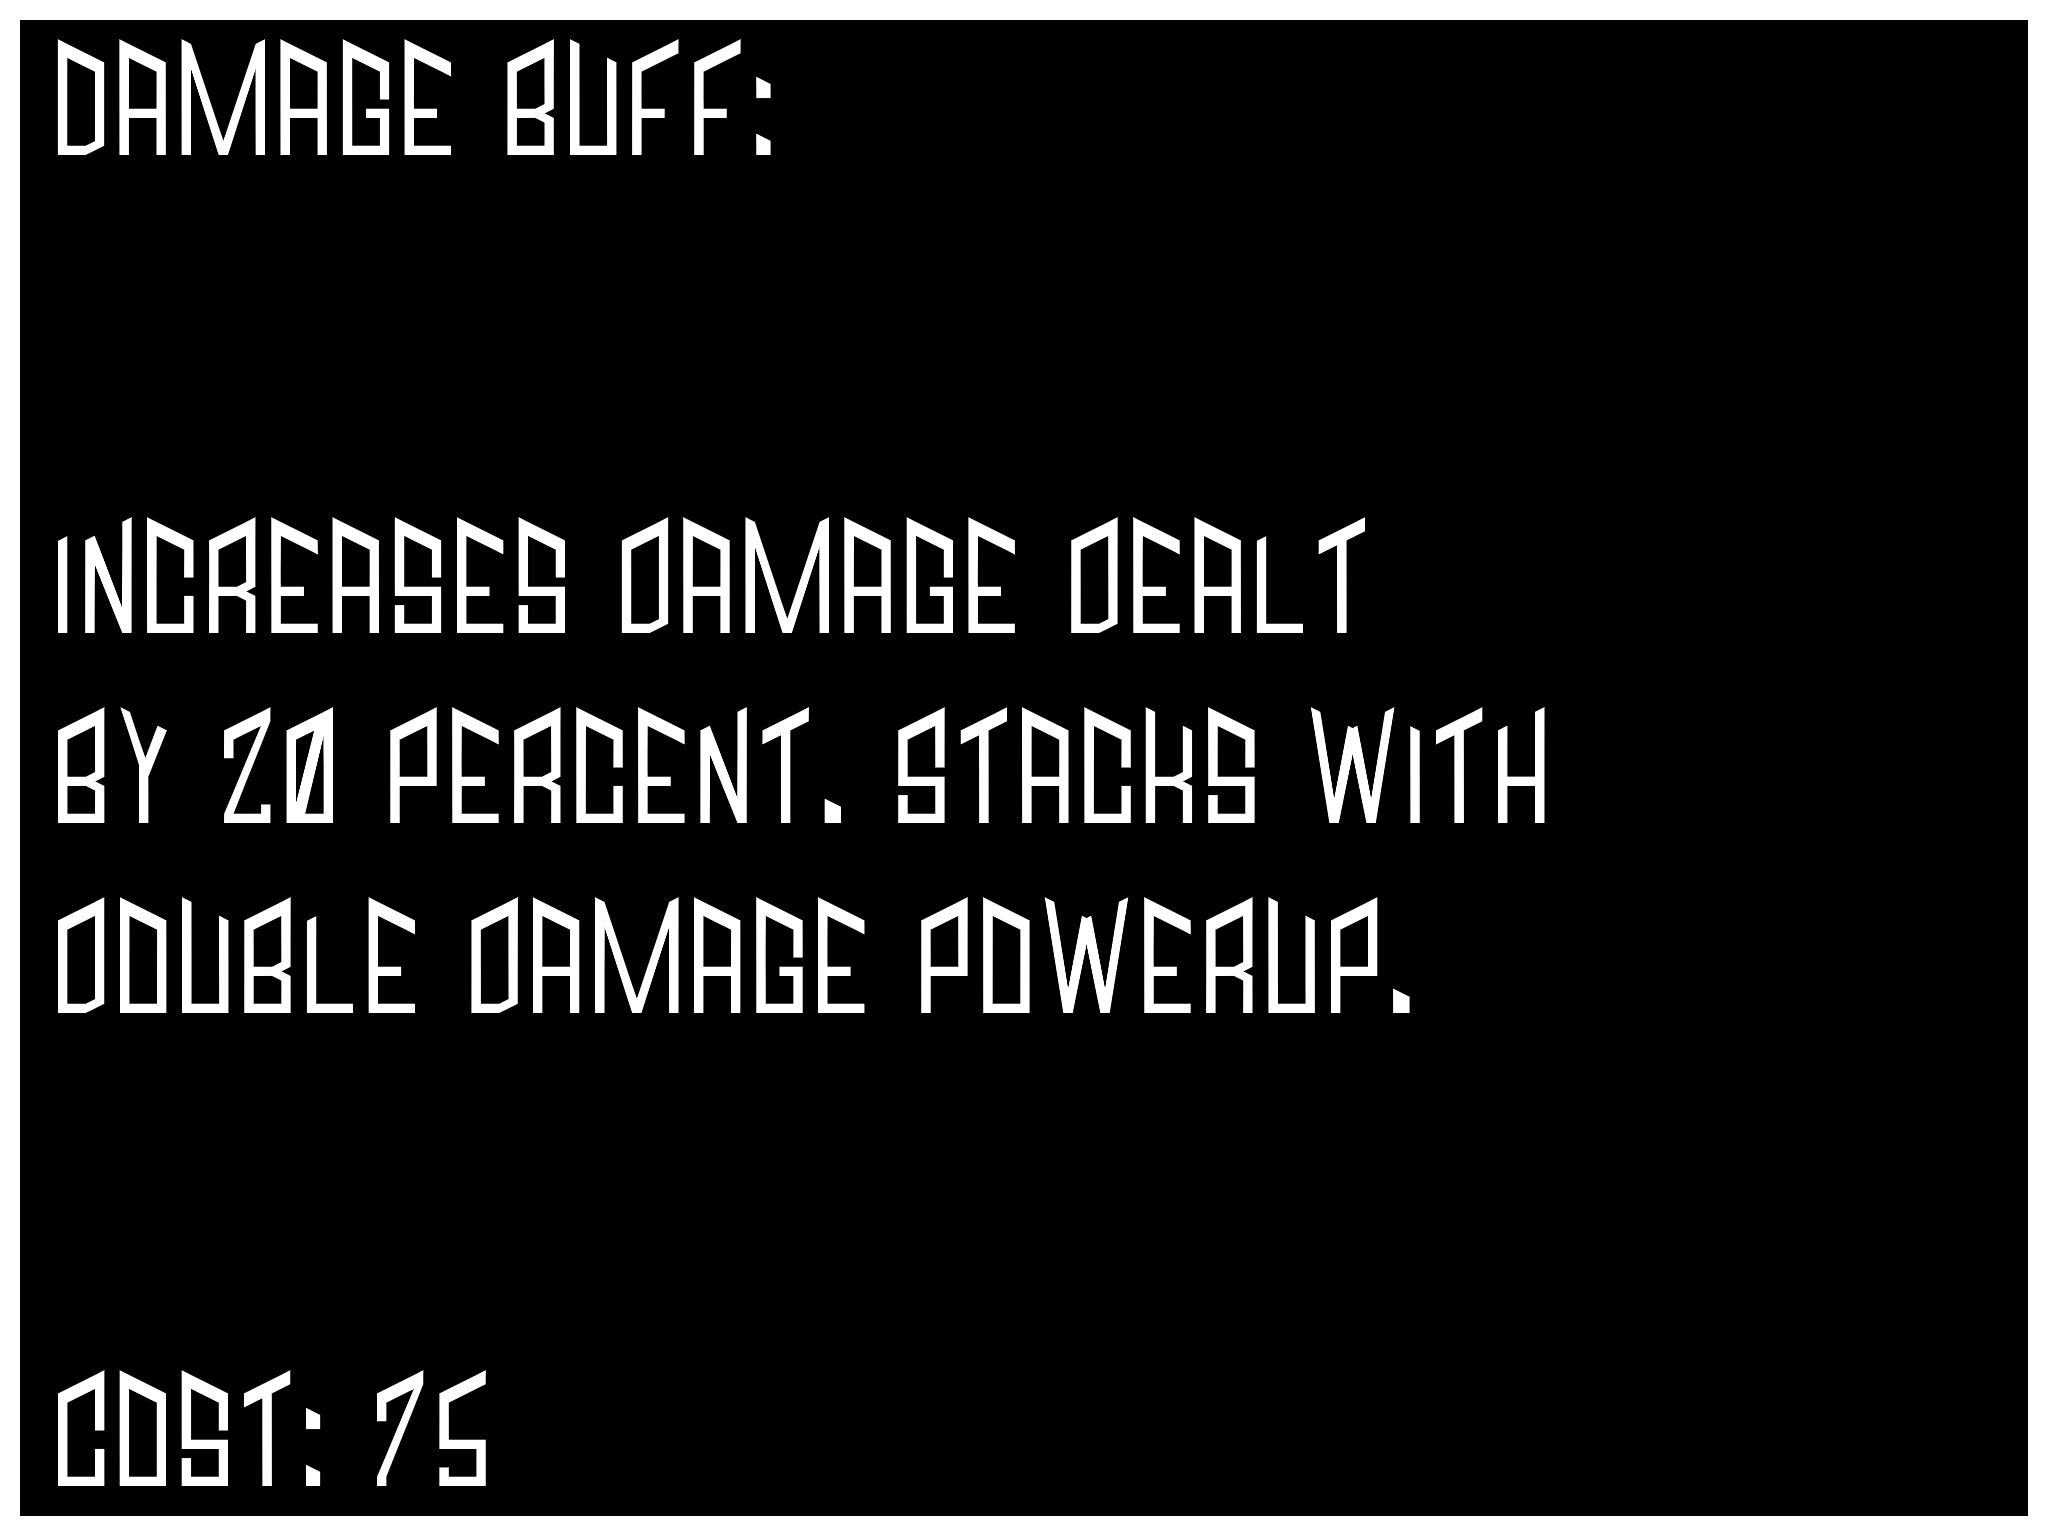 DAMAGE BUFF:
INCREASES DAMAGE DEALT
BY 20 PERCENT. STACKS WITH
DOUBLE DAMAGE POWERUP.
COST: 75